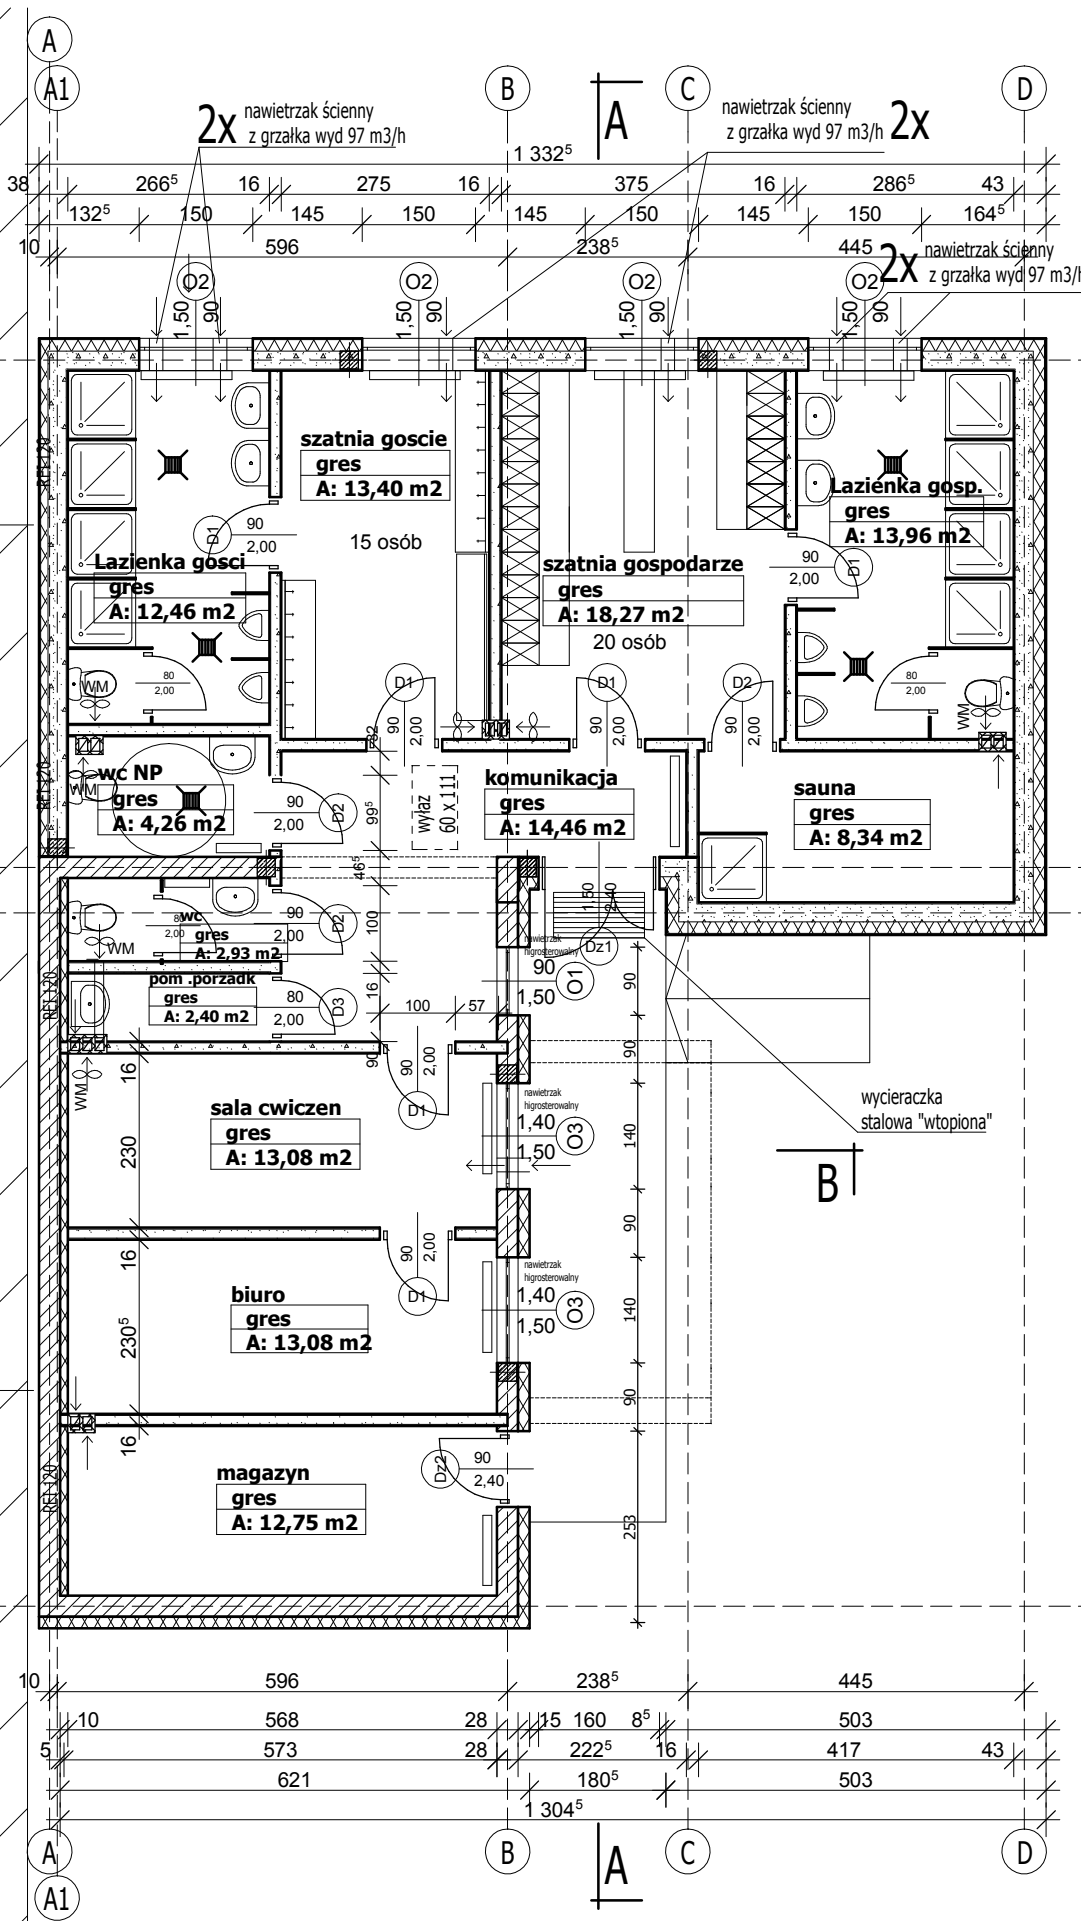 A
A1
B
A
C
D
2x
nawietrzak ścienny
z grzałka wyd 97 m3/h
nawietrzak ścienny
z grzałka wyd 97 m3/h
2x
1 332⁵
38
266⁵
16
275
16
375
16
286⁵
43
132⁵
150
145
150
145
150
145
150
164⁵
10
596
238⁵
445
2x
nawietrzak ścienny
z grzałka wyd 97 m3/h
O2
O2
O2
O2
1,50
90
1,50
90
1,50
90
1,50
90
REI 120
szatnia goscie
gres
A: 13,40 m2
15 osób
D1
90
2,00
Lazienka gosci
gres
A: 12,46 m2
szatnia gospodarze
gres
A: 18,27 m2
20 osób
Lazienka gosp.
gres
A: 13,96 m2
90
2,00
D1
80
2,00
WM
D1
90
2,00
D1
90
2,00
D2
90
2,00
80
2,00
WM
32
REI 120
wc NP
gres
A: 4,26 m2
WM
90
2,00
D2
99⁵
wyłaz
60 x 111
komunikacja
gres
A: 14,46 m2
sauna
gres
A: 8,34 m2
46⁵
1,50
2,40
Dz1
wc
gres
A: 2,93 m2
80
2,00
WM
90
2,00
D2
100
nawietrzak
higrosterowalny
90
1,50
O1
90
REI 120
pom .porzadk
gres
A: 2,40 m2
80
2,00
D3
16
100
57
90
90
WM
16
90
2,00
D1
sala cwiczen
gres
A: 13,08 m2
230
nawietrzak
higrosterowalny
1,40
1,50
O3
140
wycieraczka
stalowa "wtopiona"
B
90
16
90
2,00
D1
biuro
gres
A: 13,08 m2
230⁵
nawietrzak
higrosterowalny
1,40
1,50
O3
140
90
16
REI 120
magazyn
gres
A: 12,75 m2
Dz2
90
2,40
253
10
596
238⁵
445
10
568
28
15
160
8⁵
503
5
573
28
222⁵
16
417
43
621
180⁵
503
1 304⁵
A
A1
B
A
C
D